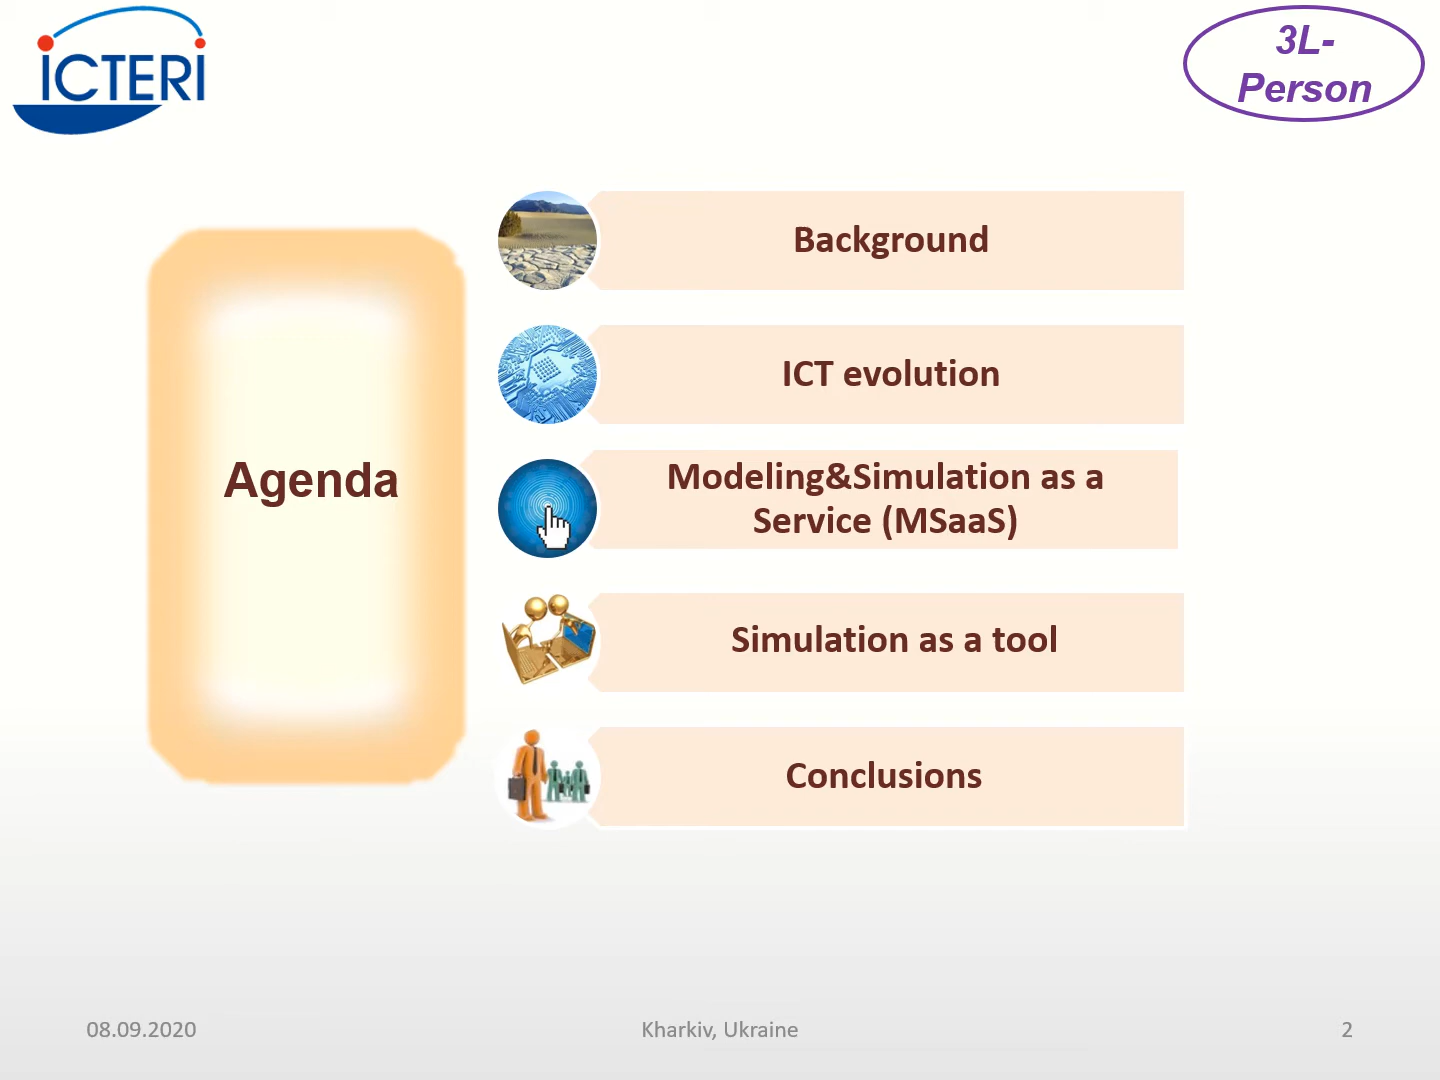 ICTERI
3L-
Person
Agenda
Background
ICT evolution
Modeling&Simulation as a
Service (MSaaS)
Simulation as a tool
Conclusions
08.09.2020
Kharkiv, Ukraine
2